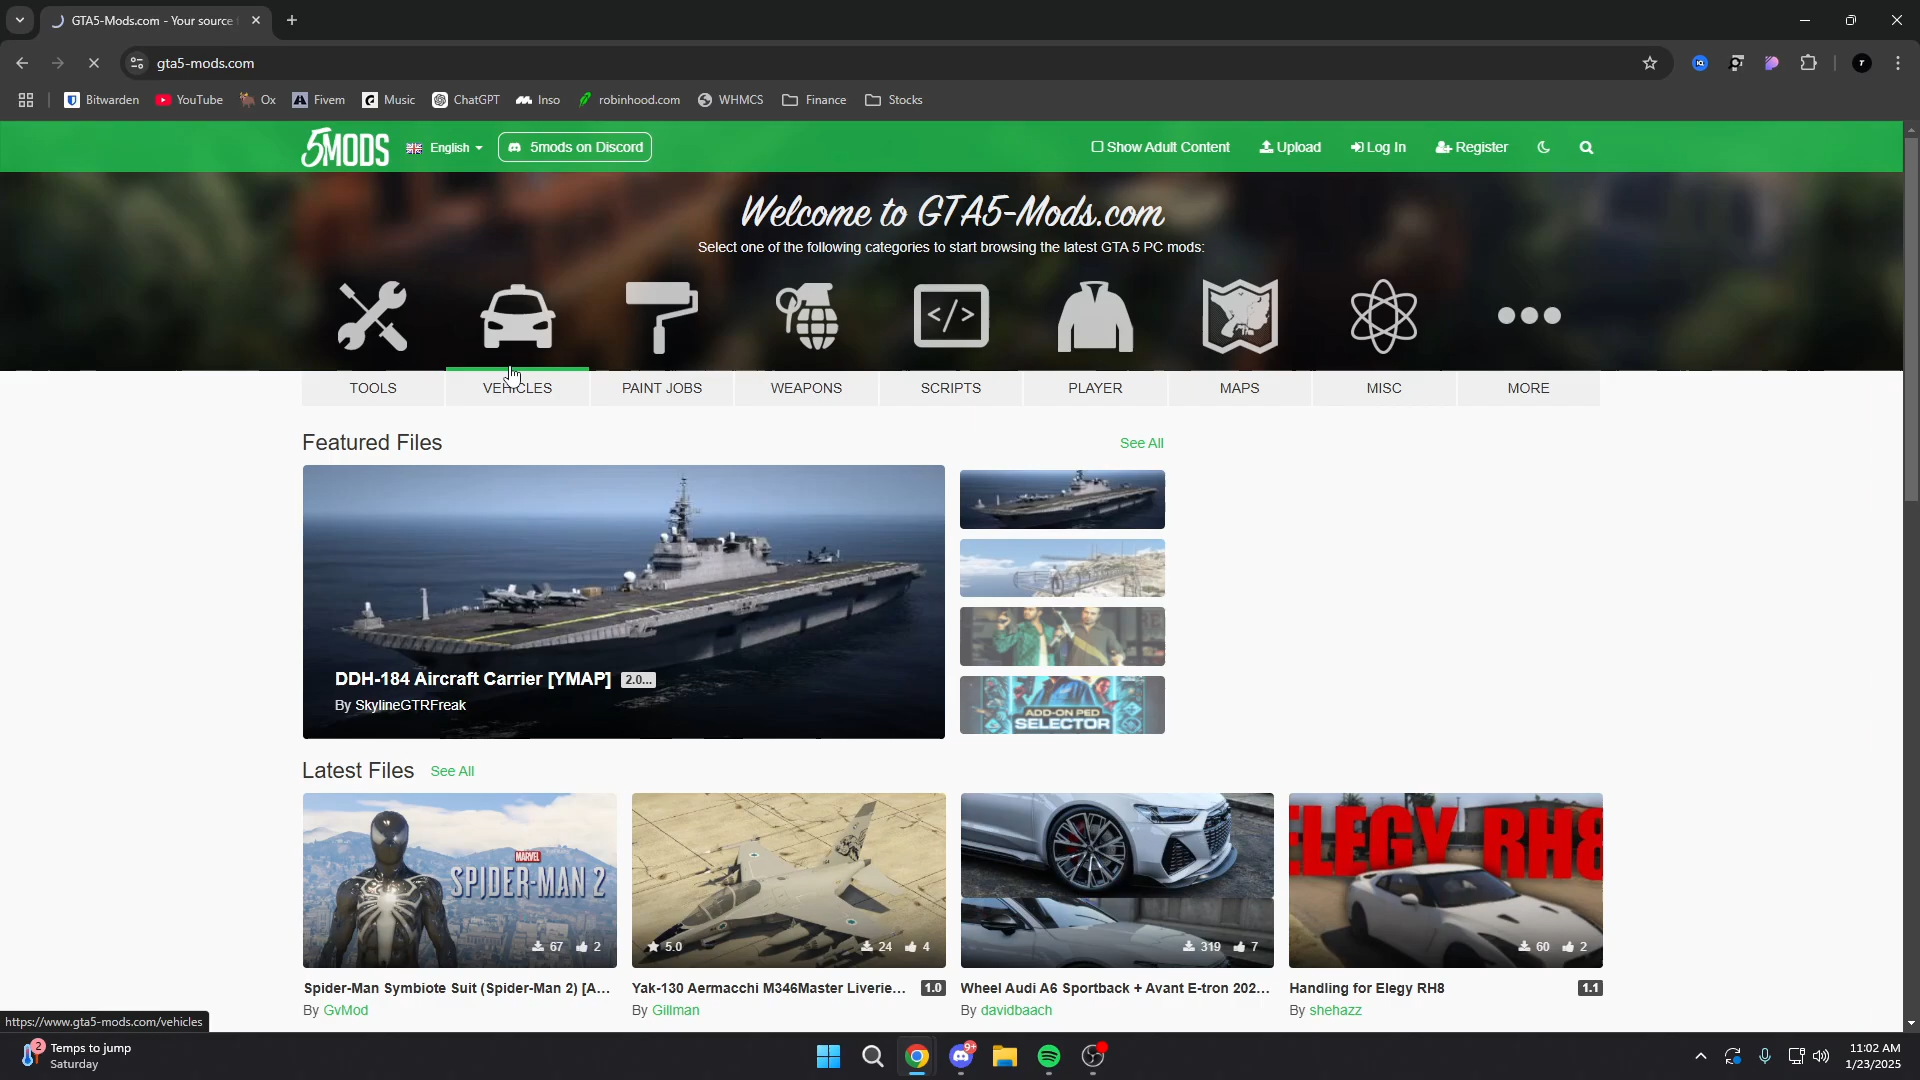 GTA5-Mods.com - Your source
gta5-mods.com
Bitwarden YouTube Ox Fivem Music ChatGPT Inso robinhood.com WHMCS Finance Stocks
5MODS English 5mods on Discord Show Adult Content Upload Log In Register
Welcome to GTA5-Mods.com
Select one of the following categories to start browsing the latest GTA 5 PC mods:
TOOLS VEHICLES PAINT JOBS WEAPONS SCRIPTS PLAYER MAPS MISC MORE
Featured Files See All
DDH-184 Aircraft Carrier [YMAP] 2.0...
By SkylineGTRFreak
ADD-ON PED
SELECTOR
Latest Files See All
MARVEL
SPIDER-MAN 2
67 2
5.0 24 4
319 7
ELEGY RH8
60 2
Spider-Man Symbiote Suit (Spider-Man 2) [A...
By GvMod
Yak-130 Aermacchi M346Master Liverie... 1.0
By Gillman
Wheel Audi A6 Sportback + Avant E-tron 202...
By davidbaach
Handling for Elegy RH8 1.1
By shehazz
https://www.gta5-mods.com/vehicles
2 Temps to jump
Saturday
9+
11:02 AM
1/23/2025